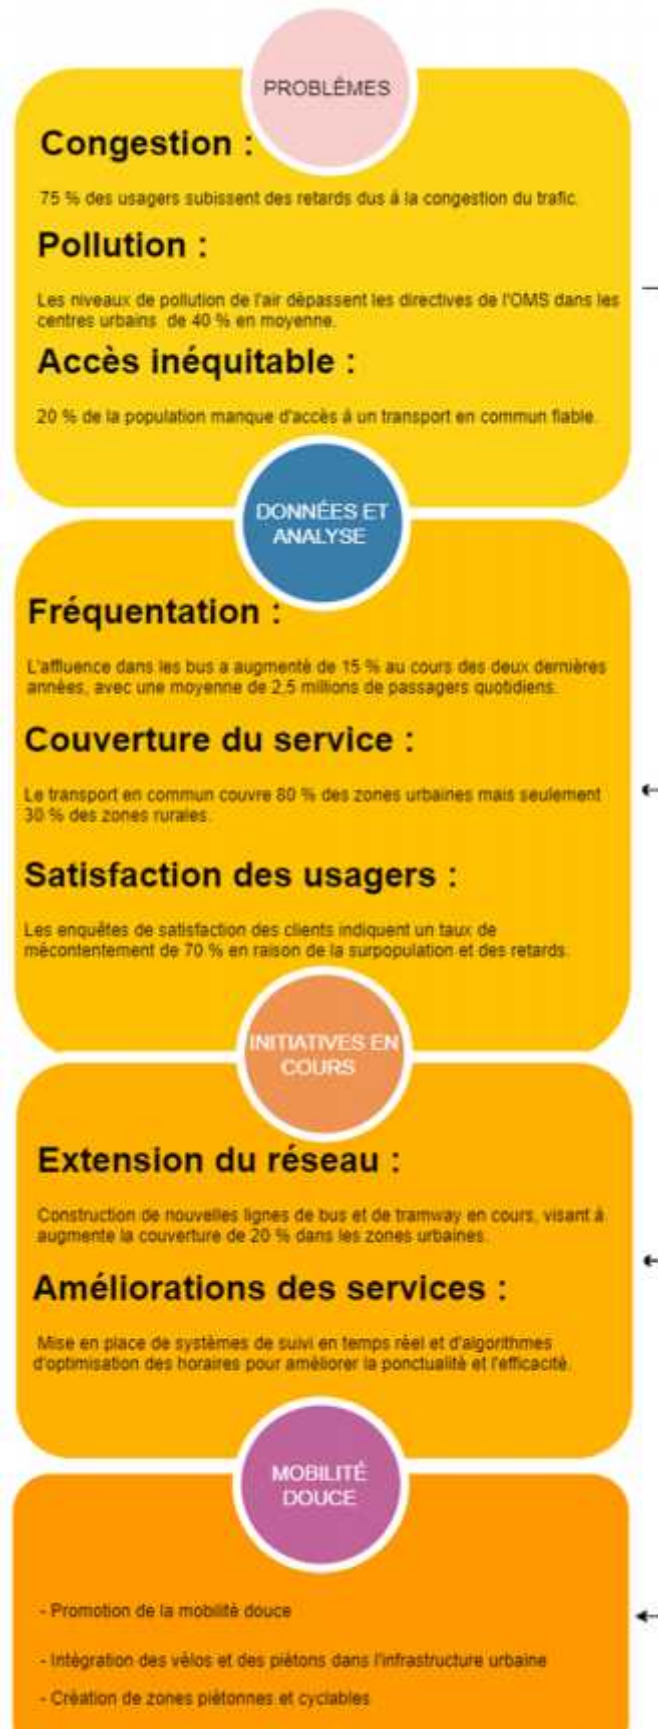 PROBLÈMES
Congestion :
75 % des usagers subissent des retards dus à la congestion du trafic.
Pollution :
Les niveaux de pollution de l'air dépassent les directives de l'OMS dans les
centres urbains de 40 % en moyenne.
Accès inéquitable :
20 % de la population manque d'accès à un transport en commun fiable.
DONNÉES ET
ANALYSE
Fréquentation :
L'affluence dans les bus a augmenté de 15 % au cours des deux dernières
années, avec une moyenne de 2,5 millions de passagers quotidiens.
Couverture du service :
Le transport en commun couvre 80 % des zones urbaines mais seulement
30 % des zones rurales.
Satisfaction des usagers :
Les enquêtes de satisfaction des clients indiquent un taux de
mécontentement de 70 % en raison de la surpopulation et des retards.
INITIATIVES EN
COURS
Extension du réseau :
Construction de nouvelles lignes de bus et de tramway en cours, visant à
augmente la couverture de 20 % dans les zones urbaines.
Améliorations des services :
Mise en place de systèmes de suivi en temps réel et d'algorithmes
d'optimisation des horaires pour améliorer la ponctualité et l'efficacité.
MOBILITÉ
DOUCE
- Promotion de la mobilité douce
- Intégration des vélos et des piétons dans l'infrastructure urbaine
- Création de zones piétonnes et cyclables